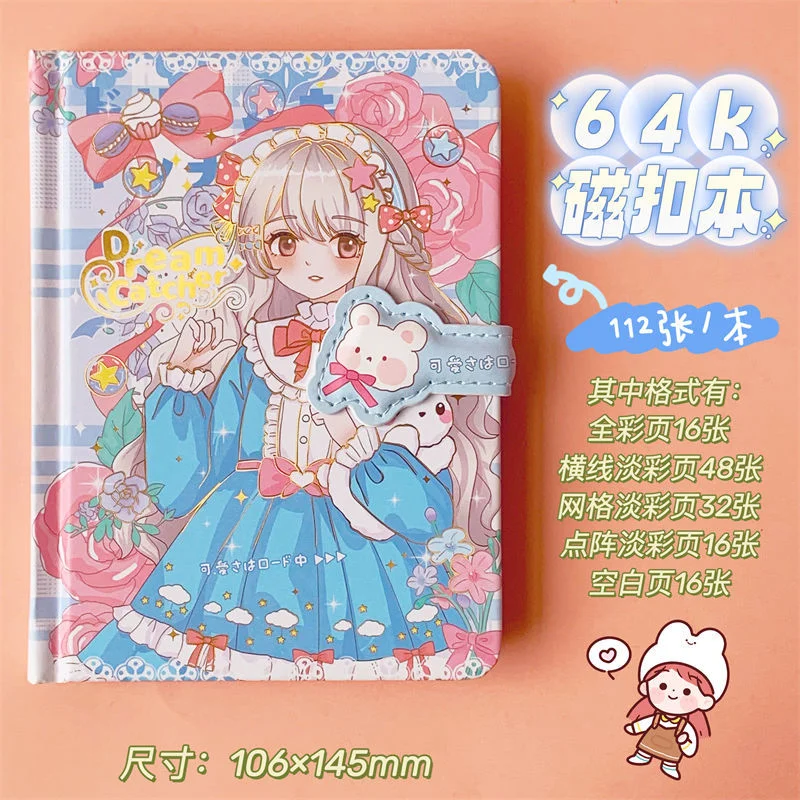 64k
磁扣本
112张/本
其中格式有：
全彩页16张
横线淡彩页48张
网格淡彩页32张
点阵淡彩页16张
空白页16张
Dream
Catcher
可愛さはロード
可愛さはロード中 ▶▶▶
尺寸：106×145mm